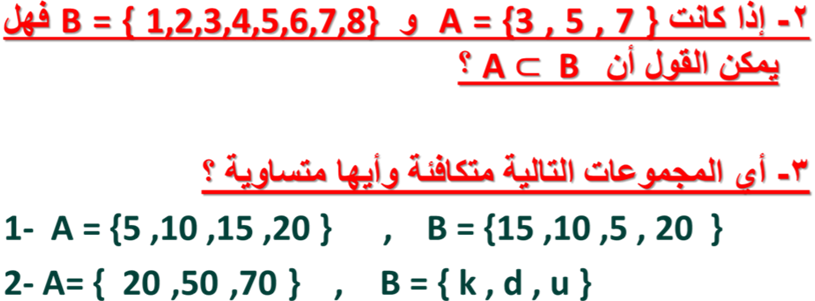 ٢- إذا كانت A = {3 , 5 , 7 } و B = { 1,2,3,4,5,6,7,8} فهل
يمكن القول أن A ⊂ B ؟
٣- أي المجموعات التالية متكافئة وأيها متساوية ؟
1- A = {5 ,10 ,15 ,20 } , B = {15 ,10 ,5 , 20 }
2- A= { 20 ,50 ,70 } , B = { k , d , u }